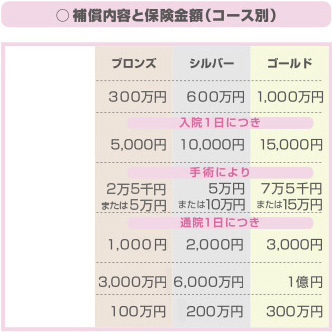 ○ 補償内容と保険金額（コース別）
ブロンズ シルバー ゴールド
300万円 600万円 1,000万円
入院1日につき
5,000円 10,000円 15,000円
手術により
2万5千円 5万円 7万5千円
または5万円 または10万円 または15万円
通院1日につき
1,000円 2,000円 3,000円
3,000万円 6,000万円 1億円
100万円 200万円 300万円